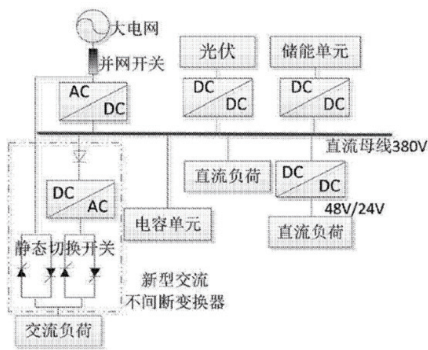 大电网
并网开关
光伏
储能单元
AC
DC
DC
DC
DC
DC
直流母线380V
DC
AC
电容单元
直流负荷
DC
DC
48V/24V
直流负荷
静态切换开关
新型交流
不间断变换器
交流负荷